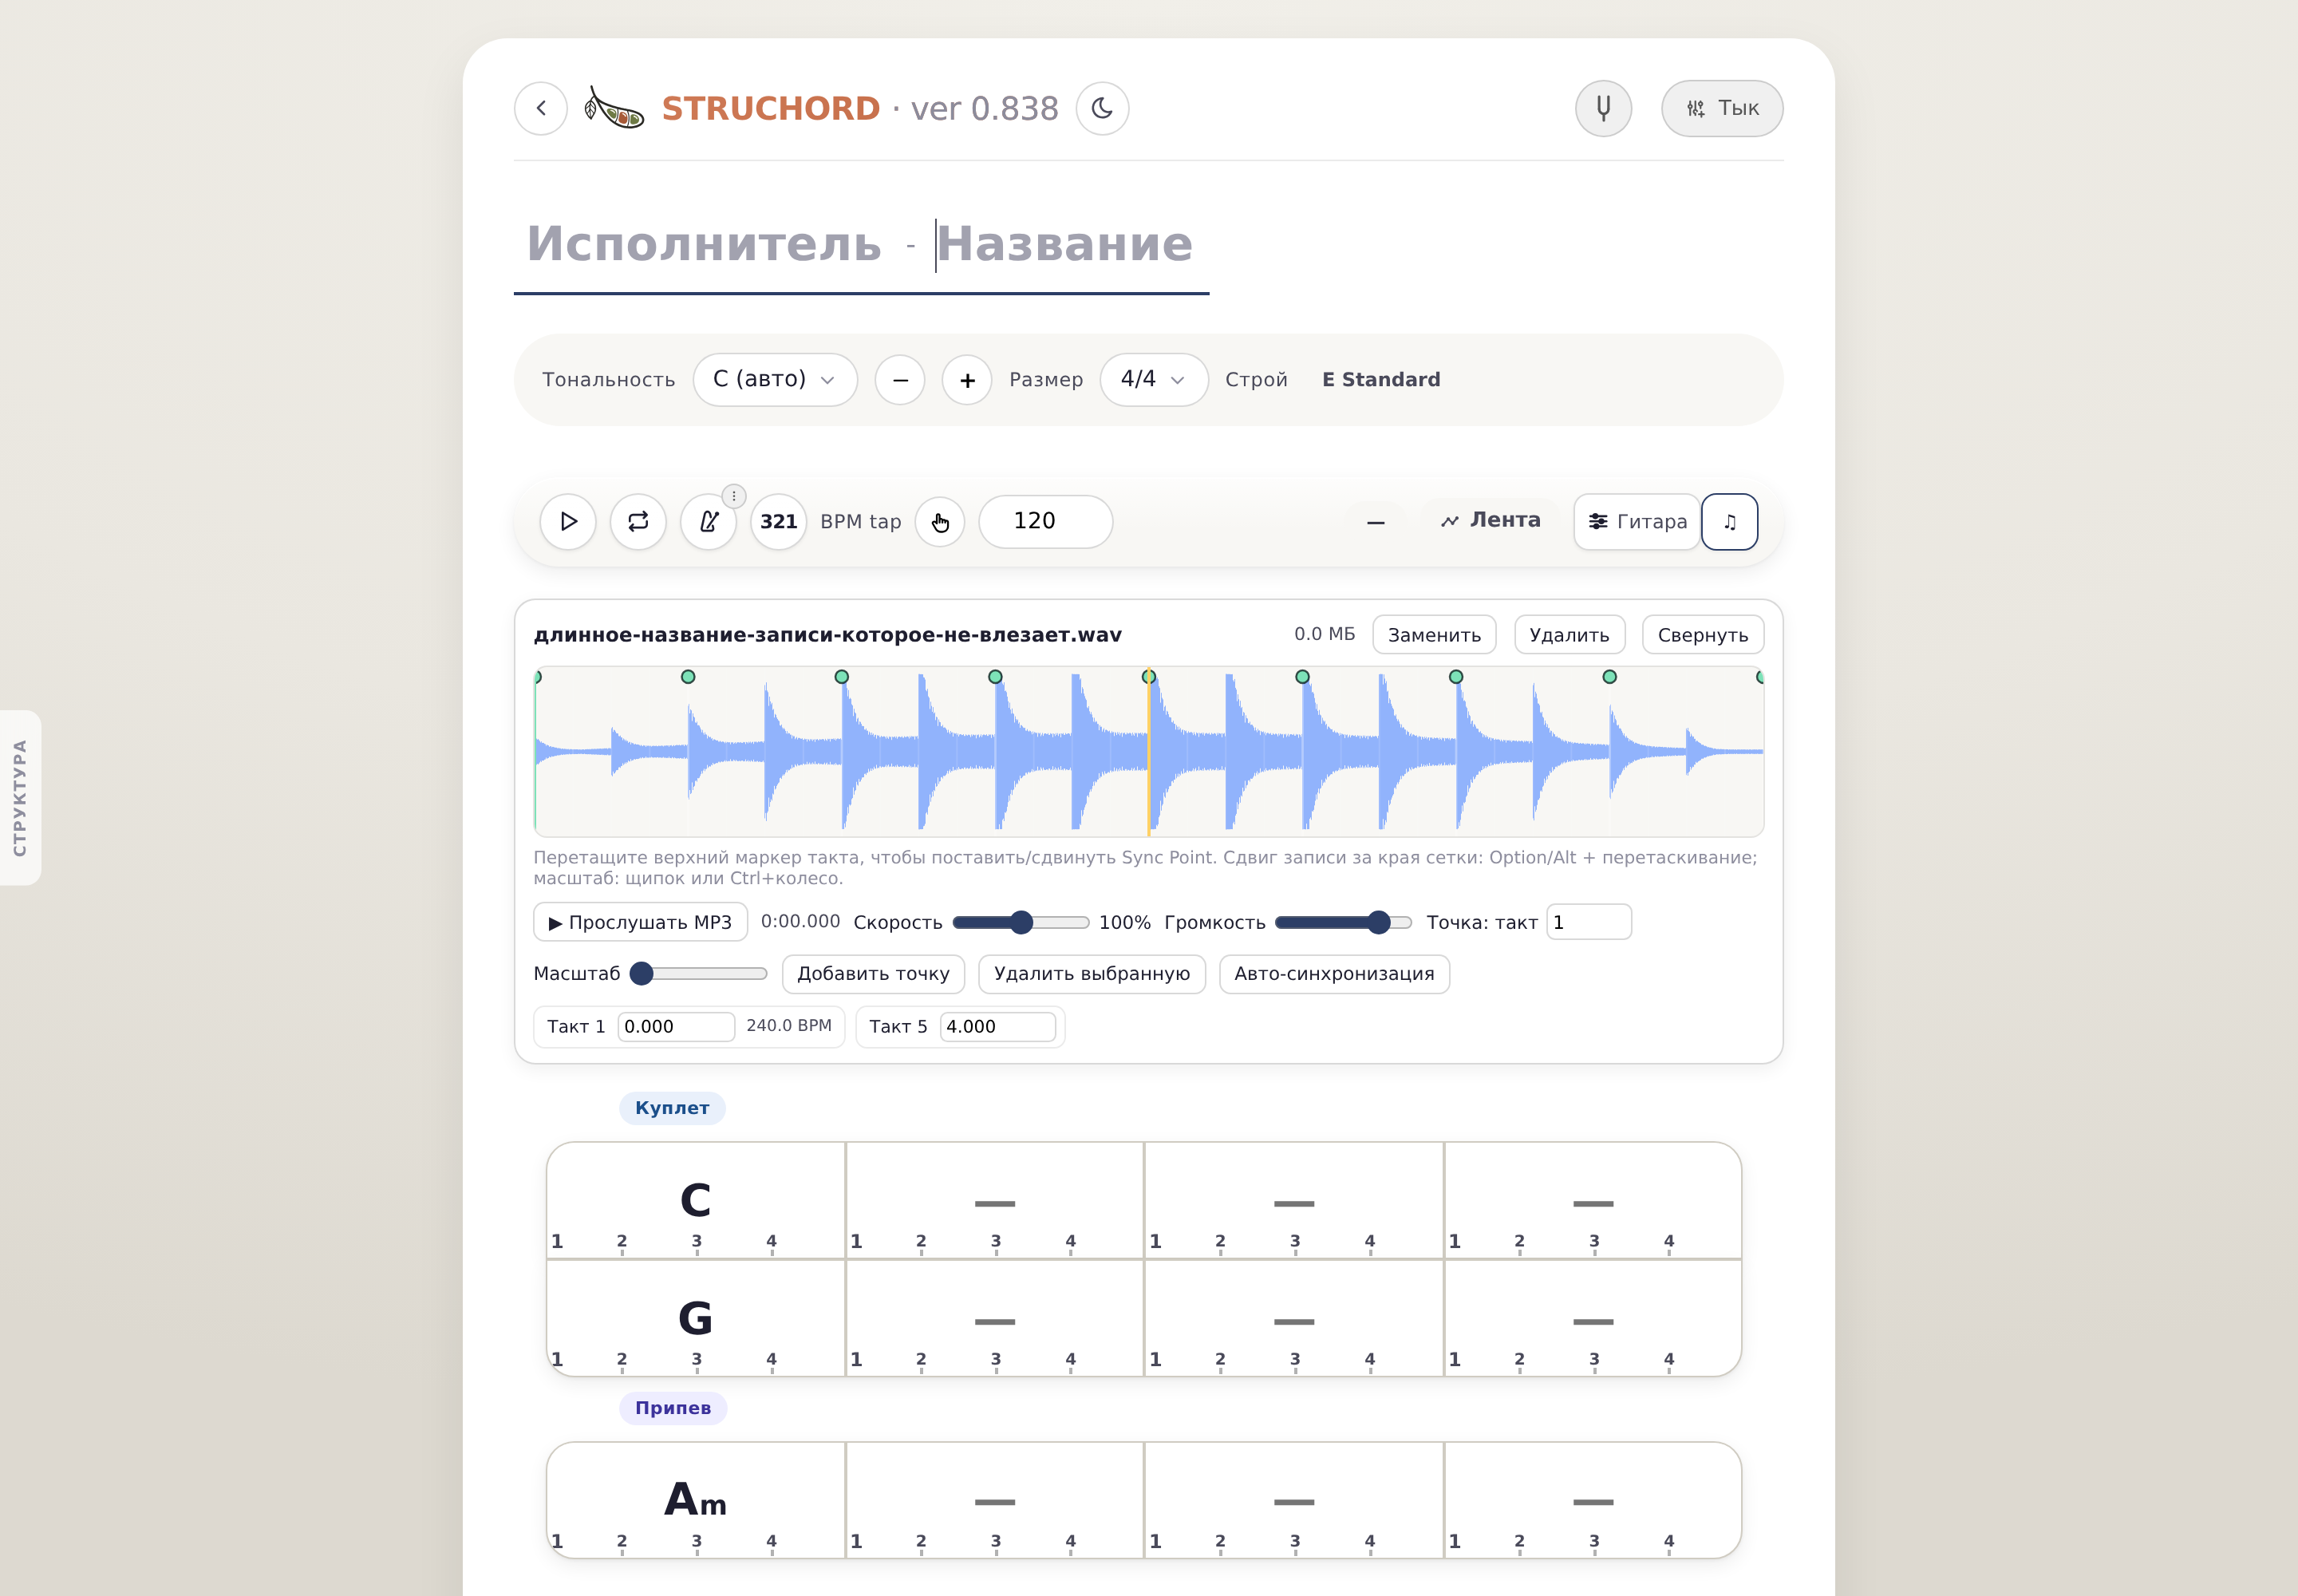 STRUCHORD · ver 0.838
Тык
Исполнитель - Название
Тональность C (авто) − + Размер 4/4 Строй E Standard
321 BPM tap 120 — Лента Гитара ♫
длинное-название-записи-которое-не-влезает.wav 0.0 МБ Заменить Удалить Свернуть
Перетащите верхний маркер такта, чтобы поставить/сдвинуть Sync Point. Сдвиг записи за края сетки: Option/Alt + перетаскивание;
масштаб: щипок или Ctrl+колесо.
▶ Прослушать MP3 0:00.000 Скорость 100% Громкость Точка: такт 1
Масштаб Добавить точку Удалить выбранную Авто-синхронизация
Такт 1 0.000 240.0 BPM Такт 5 4.000
СТРУКТУРА
Куплет
C — — —
1 2 3 4 1 2 3 4 1 2 3 4 1 2 3 4
G — — —
1 2 3 4 1 2 3 4 1 2 3 4 1 2 3 4
Припев
Am — — —
1 2 3 4 1 2 3 4 1 2 3 4 1 2 3 4